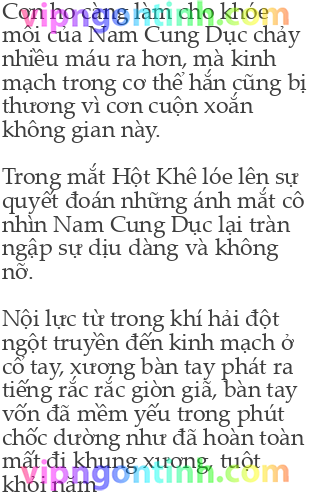 vipngontinh.com
Cơn ho càng làm cho khóe
môi của Nam Cung Dục chảy
nhiều máu ra hơn, mà kinh
mạch trong cơ thể hắn cũng bị
thương vì cơn cuộn xoắn
không gian này.
Trong mắt Hột Khê lóe lên sự
quyết đoán những ánh mắt cô
nhìn Nam Cung Dục lại tràn
ngập sự dịu dàng và không
nỡ.
Nội lực từ trong khí hải đột
ngột truyền đến kinh mạch ở
cổ tay, xương bàn tay phát ra
tiếng rắc rắc giòn giã, bàn tay
vốn đã mềm yếu trong phút
chốc dường như đã hoàn toàn
mất đi khung xương, tuột
khỏi năm
vipngontinh.com